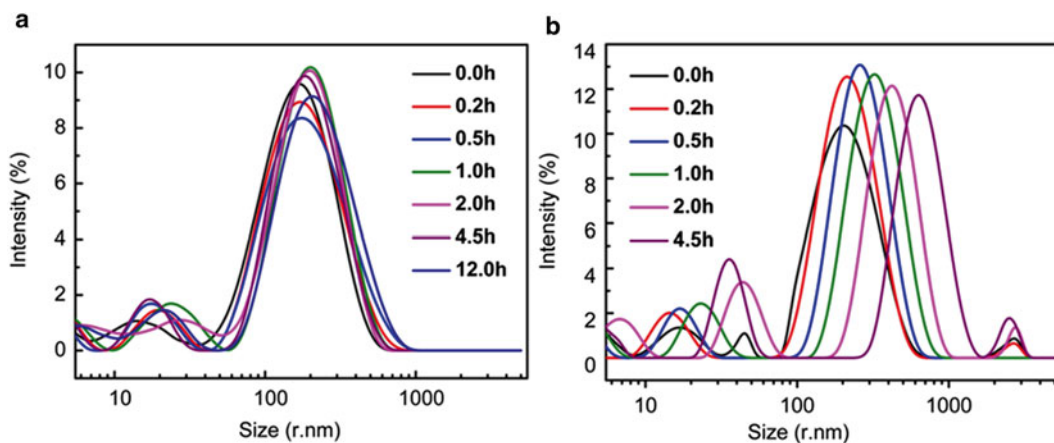 a
Intensity (%)
10
8
6
4
2
0
0.0h
0.2h
0.5h
1.0h
2.0h
4.5h
12.0h
10 100 1000
Size (r.nm)
b
Intensity (%)
14
12
10
8
6
4
2
0
0.0h
0.2h
0.5h
1.0h
2.0h
4.5h
10 100 1000
Size (r.nm)